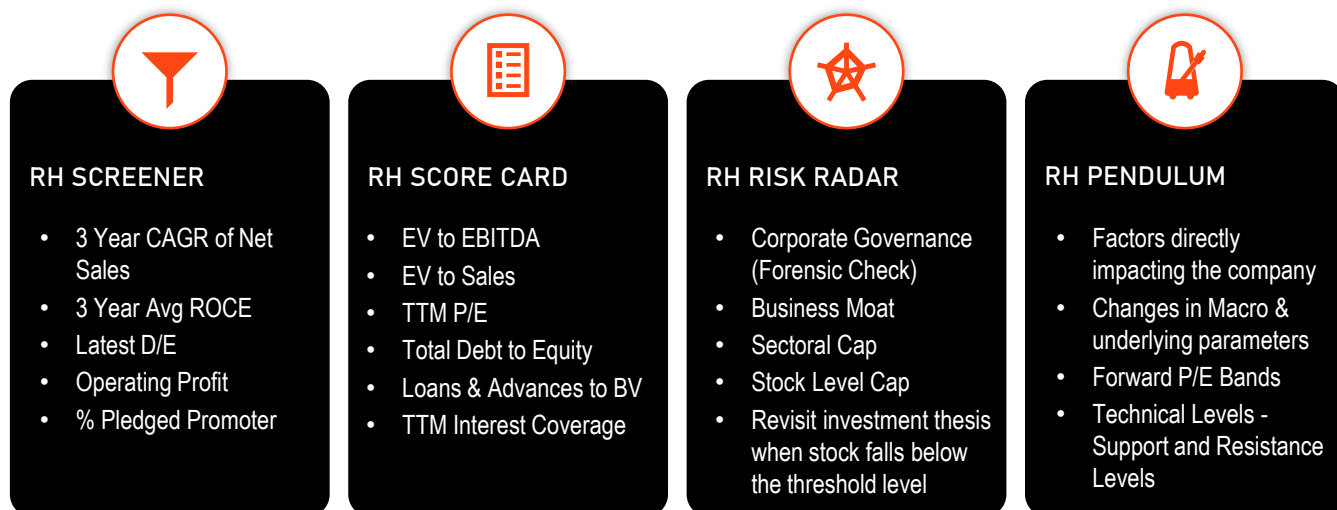 RH SCREENER
• 3 Year CAGR of Net
Sales
• 3 Year Avg ROCE
• Latest D/E
• Operating Profit
• % Pledged Promoter
RH SCORE CARD
• EV to EBITDA
• EV to Sales
• TTM P/E
• Total Debt to Equity
• Loans & Advances to BV
• TTM Interest Coverage
RH RISK RADAR
• Corporate Governance
(Forensic Check)
• Business Moat
• Sectoral Cap
• Stock Level Cap
• Revisit investment thesis
when stock falls below
the threshold level
RH PENDULUM
• Factors directly
impacting the company
• Changes in Macro &
underlying parameters
• Forward P/E Bands
• Technical Levels -
Support and Resistance
Levels